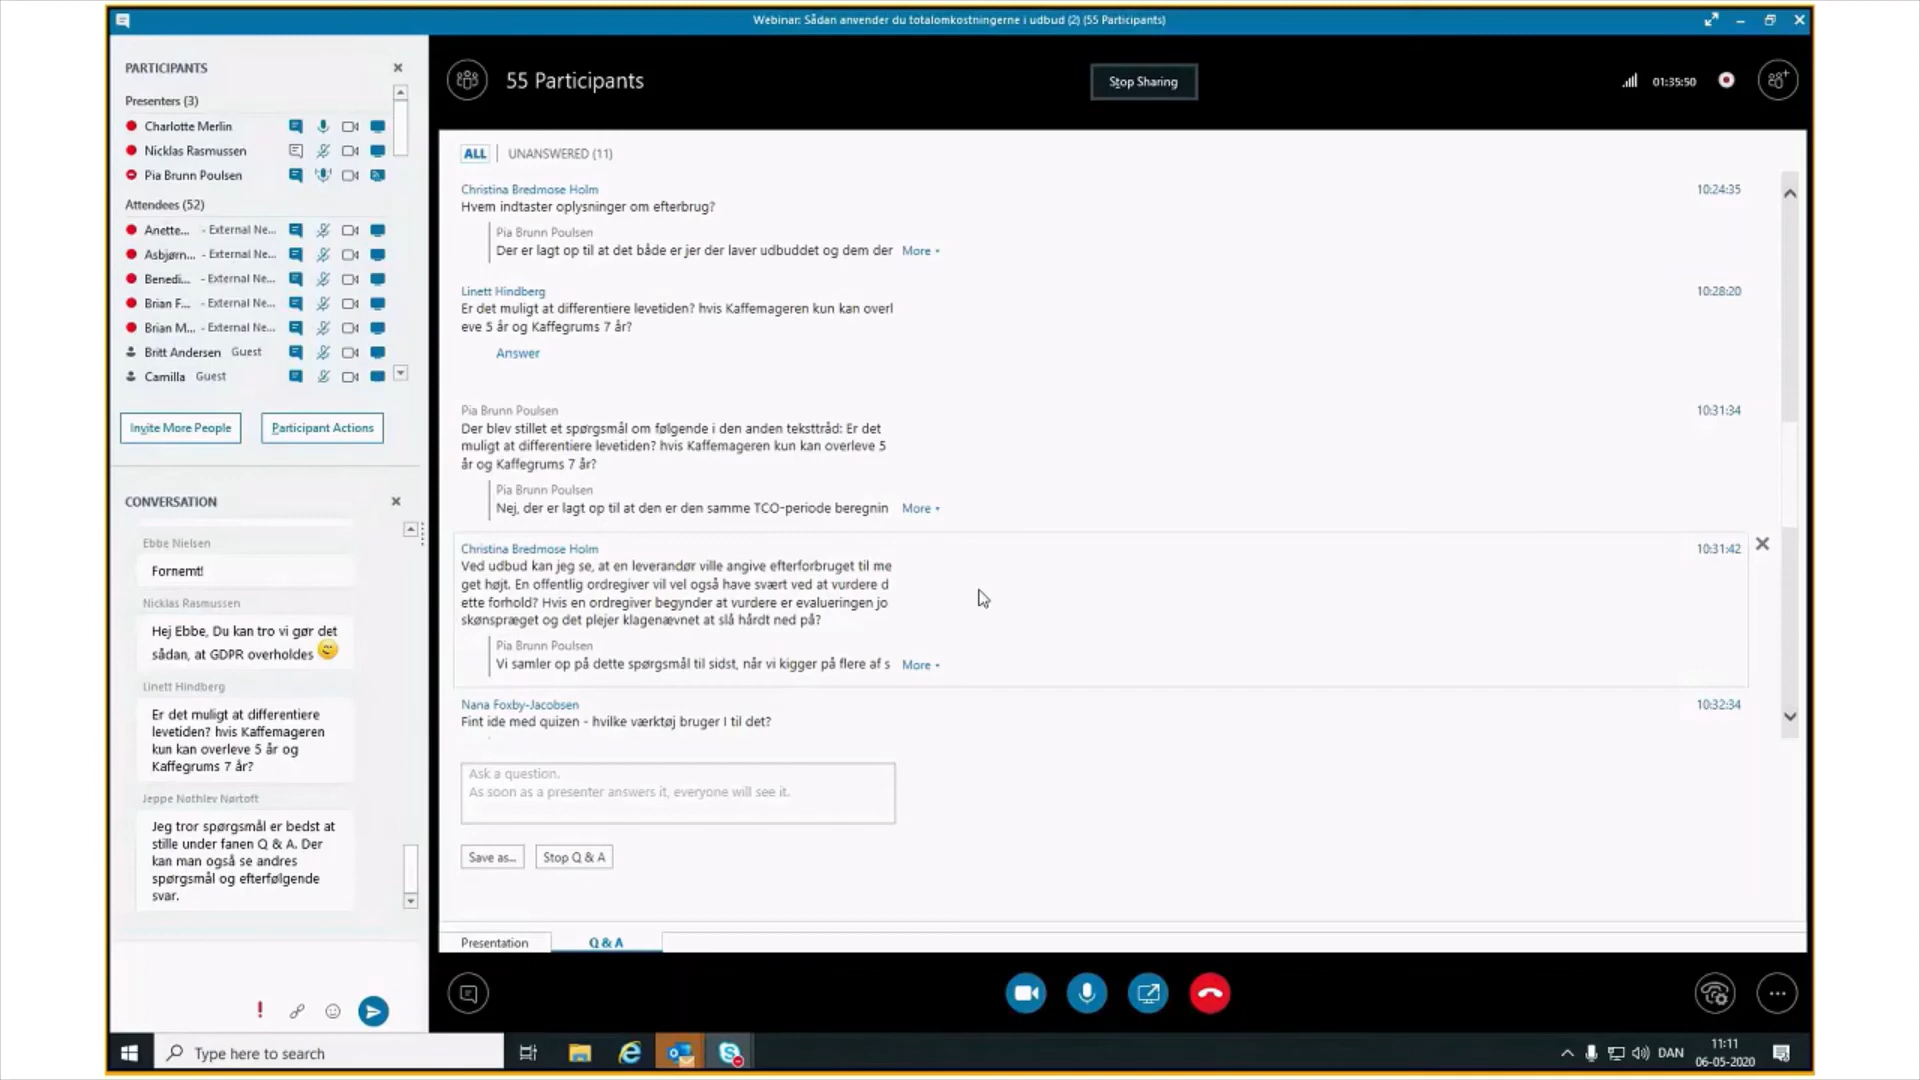 Webinar: Sådan anvender du totalomkostningerne i udbud (2) (55 Participants)
PARTICIPANTS
Presenters (3)
Charlotte Merlin
Nicklas Rasmussen
Pia Brunn Poulsen
Attendees (52)
Anette... - External Ne...
Asbjørn... - External Ne...
Benedi... - External Ne...
Brian F... - External Ne...
Brian M... - External Ne...
Britt Andersen Guest
Camilla Guest
Invite More People
Participant Actions
CONVERSATION
Ebbe Nielsen
Fornemt!
Nicklas Rasmussen
Hej Ebbe, Du kan tro vi gør det
sådan, at GDPR overholdes
Linett Hindberg
Er det muligt at differentiere
levetiden? hvis Kaffemageren
kun kan overleve 5 år og
Kaffegrums 7 år?
Jeppe Nøthlev Nørtoft
Jeg tror spørgsmål er bedst at
stille under fanen Q & A. Der
kan man også se andres
spørgsmål og efterfølgende
svar.
55 Participants
Stop Sharing
01:35:50
ALL
UNANSWERED (11)
Christina Bredmose Holm 10:24:35
Hvem indtaster oplysninger om efterbrug?
Pia Brunn Poulsen
Der er lagt op til at det både er jer der laver udbuddet og dem der More
Linett Hindberg 10:28:20
Er det muligt at differentiere levetiden? hvis Kaffemageren kun kan overl
eve 5 år og Kaffegrums 7 år?
Answer
Pia Brunn Poulsen 10:31:34
Der blev stillet et spørgsmål om følgende i den anden teksttråd: Er det
muligt at differentiere levetiden? hvis Kaffemageren kun kan overleve 5
år og Kaffegrums 7 år?
Pia Brunn Poulsen
Nej, der er lagt op til at den er den samme TCO-periode beregnin More
Christina Bredmose Holm 10:31:42
Ved udbud kan jeg se, at en leverandør ville angive efterforbruget til me
get højt. En offentlig ordregiver vil vel også have svært ved at vurdere d
ette forhold? Hvis en ordregiver begynder at vurdere er evalueringen jo
skønspræget og det plejer klagenævnet at slå hårdt ned på?
Pia Brunn Poulsen
Vi samler op på dette spørgsmål til sidst, når vi kigger på flere af s More
Nana Foxby-Jacobsen 10:32:34
Fint ide med quizen - hvilke værktøj bruger I til det?
Ask a question.
As soon as a presenter answers it, everyone will see it.
Save as...
Stop Q & A
Presentation
Q & A
Type here to search
DAN
11:11
06-05-2020